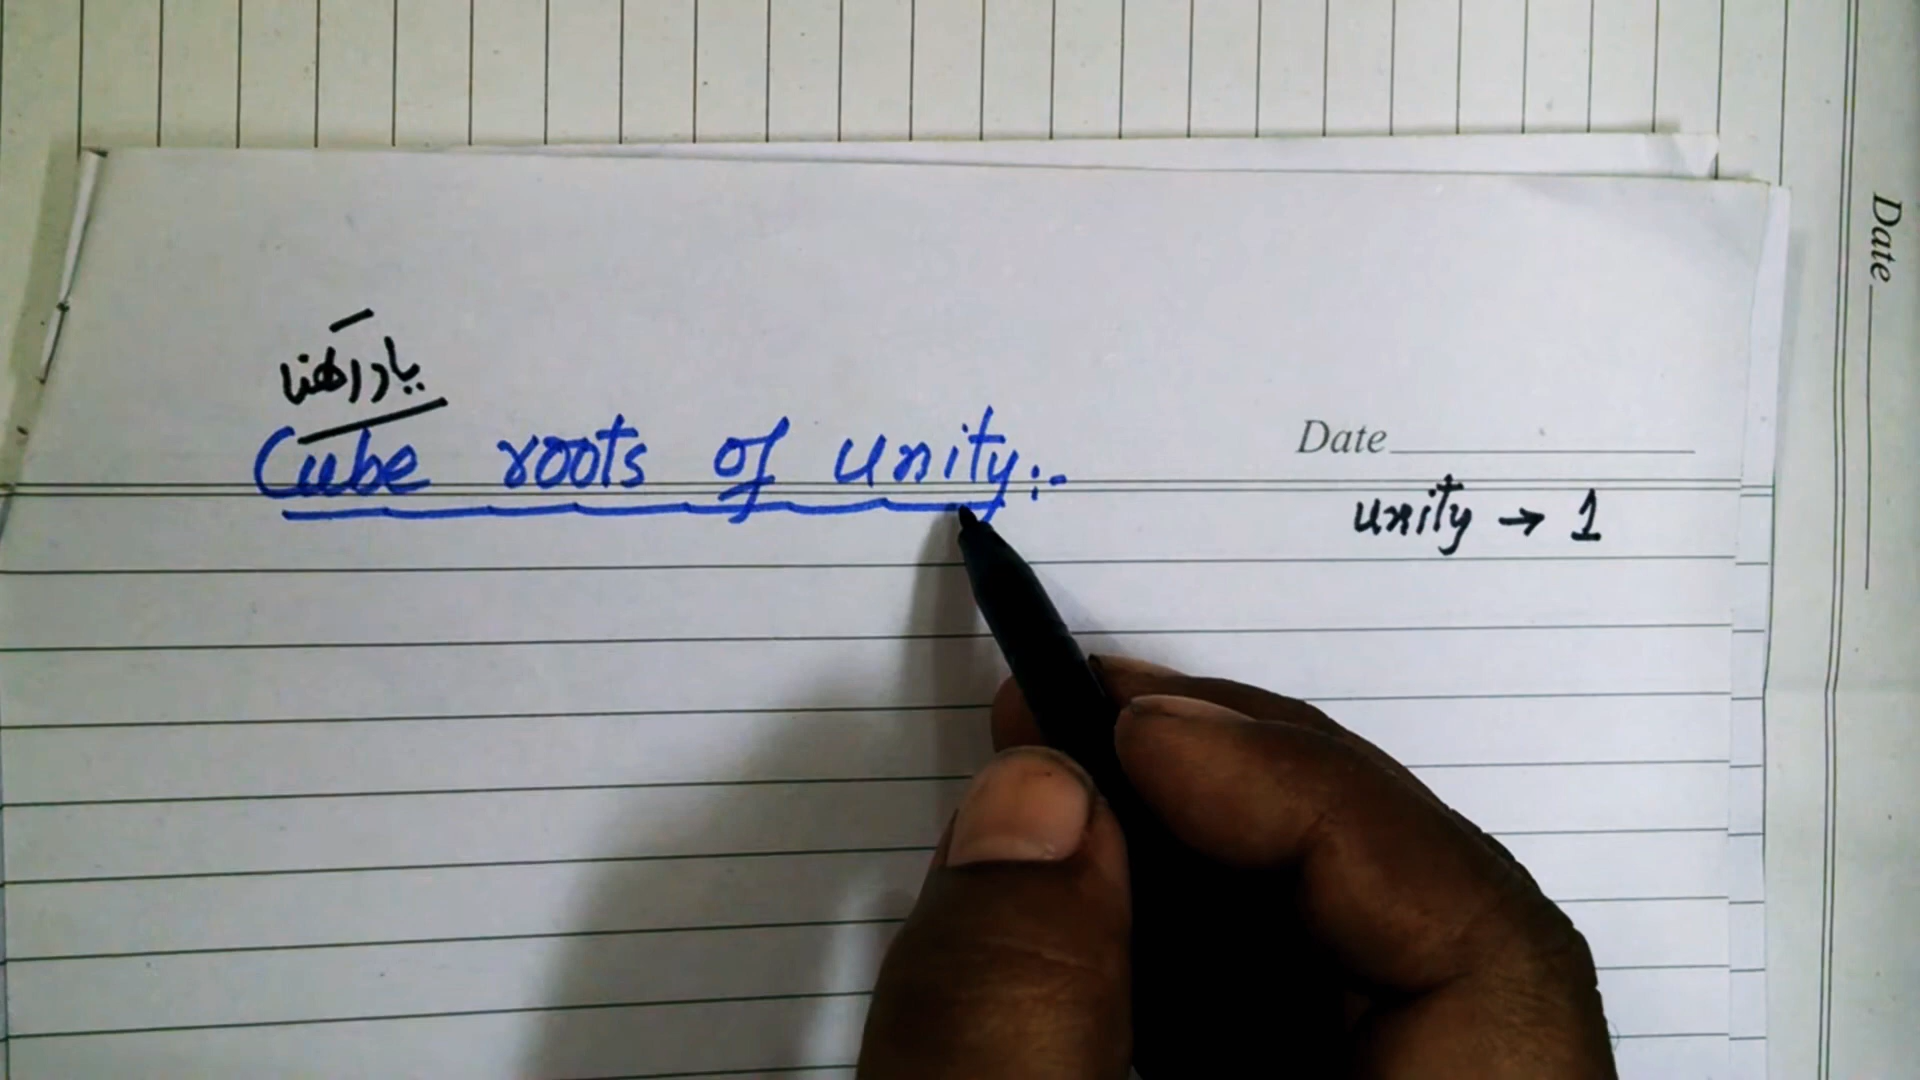 یاد رکھنا
Cube roots of unity:-
Date
unity → 1
Date